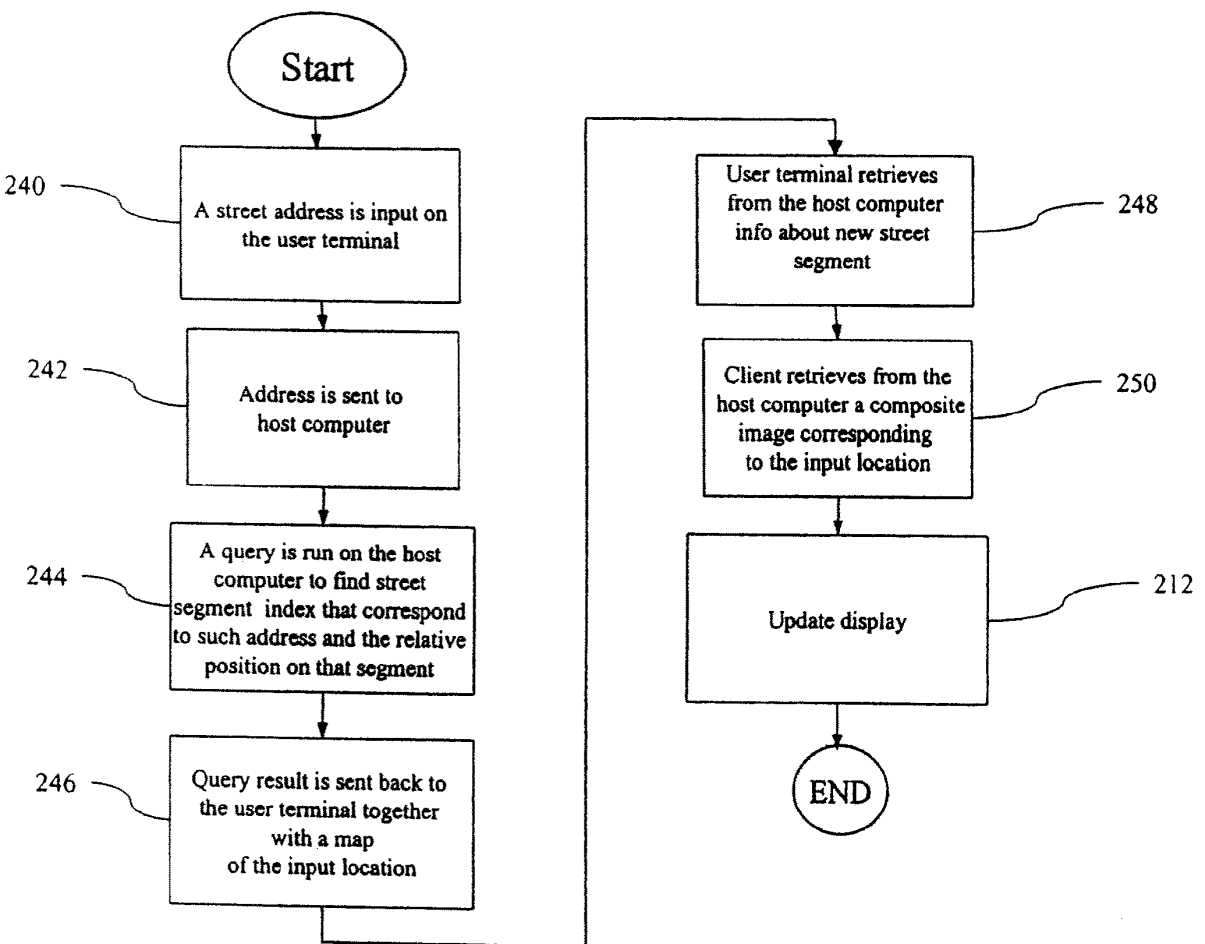 Start
240
A street address is input on
the user terminal
242
Address is sent to
host computer
244
A query is run on the host
computer to find street
segment index that correspond
to such address and the relative
position on that segment
246
Query result is sent back to
the user terminal together
with a map
of the input location
User terminal retrieves
from the host computer
info about new street
segment
248
Client retrieves from the
host computer a composite
image corresponding
to the input location
250
Update display
212
END